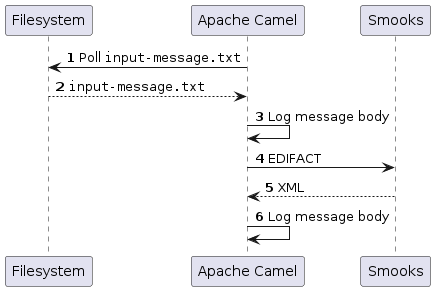 Filesystem Apache Camel Smooks
1 Poll input-message.txt
2 input-message.txt
3 Log message body
4 EDIFACT
5 XML
6 Log message body
Filesystem Apache Camel Smooks